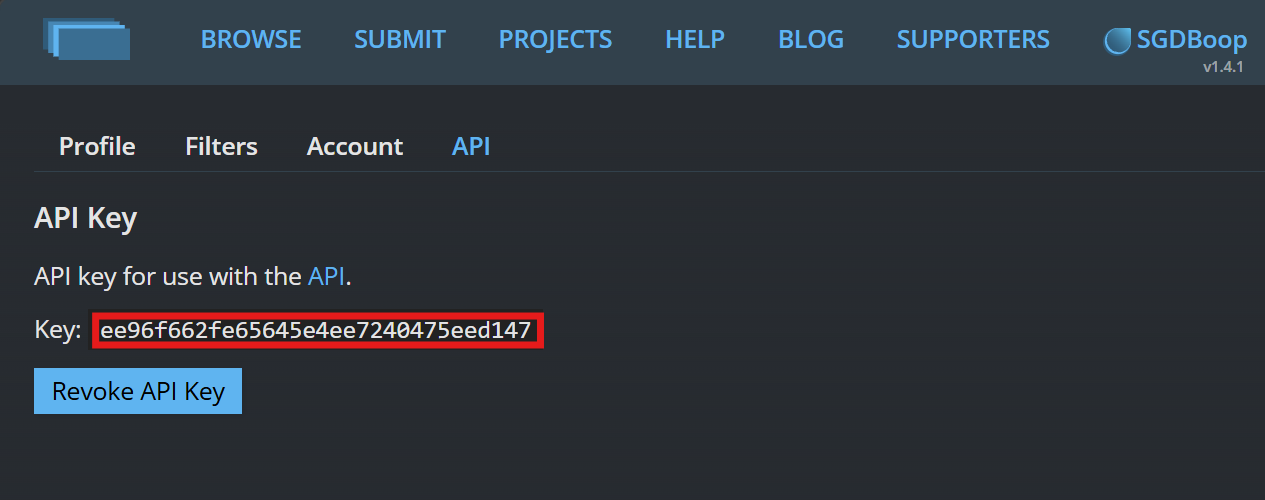 BROWSE SUBMIT PROJECTS HELP BLOG SUPPORTERS SGDBoop
v1.4.1
Profile Filters Account API
API Key
API key for use with the API.
Key: ee96f662fe65645e4ee7240475eed147
Revoke API Key